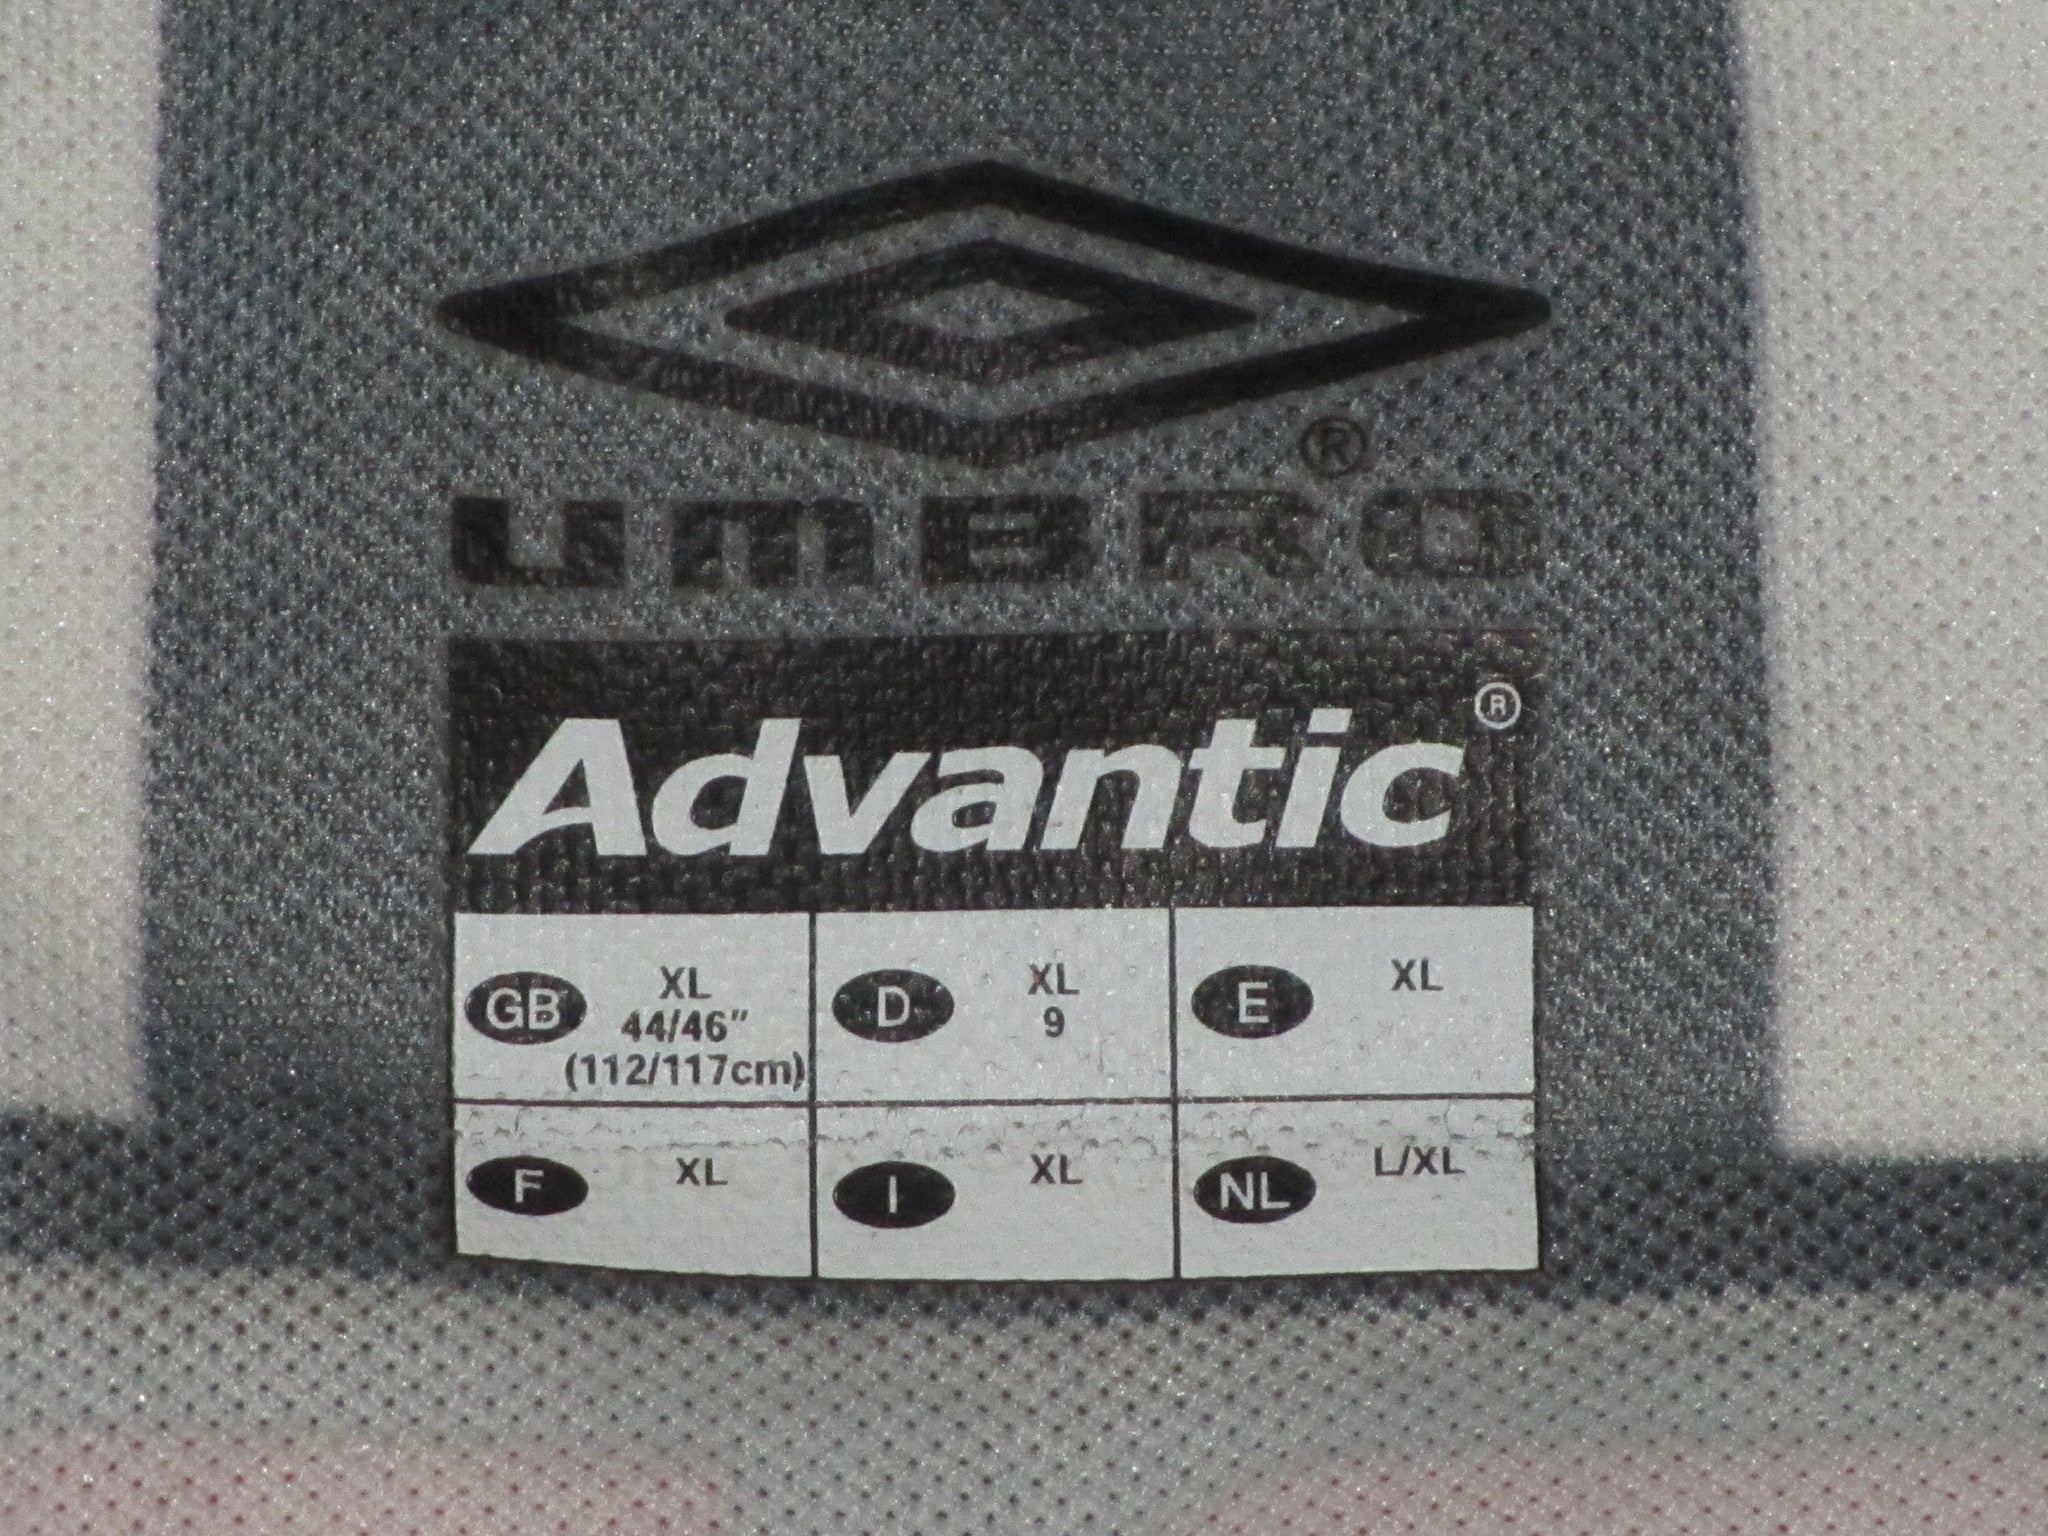 ®
UMBRO
Advantic ®
GB XL
44/46"
(112/117cm)
D XL
9
E XL
F XL
I XL
NL L/XL